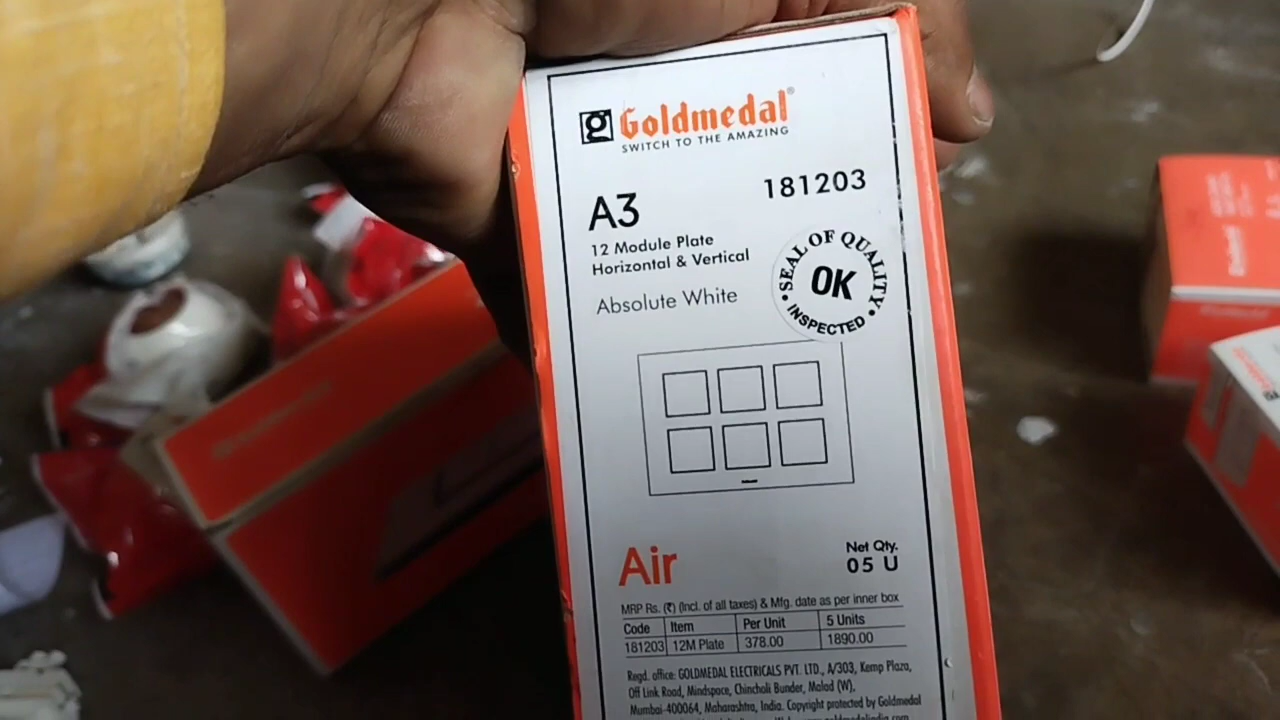 g Goldmedal®
SWITCH TO THE AMAZING
181203
A3
12 Module Plate
Horizontal & Vertical
Absolute White
SEAL OF QUALITY
OK
INSPECTED
Air
Net Qty.
05 U
MRP Rs. (₹) (Incl. of all taxes) & Mfg. date as per inner box
Code Item Per Unit 5 Units
181203 12M Plate 378.00 1890.00
Regd. office: GOLDMEDAL ELECTRICALS PVT. LTD., A/303, Kemp Plaza,
Off Link Road, Mindspace, Chincholi Bunder, Malad (W),
Mumbai-400064, Maharashtra, India. Copyright protected by Goldmedal